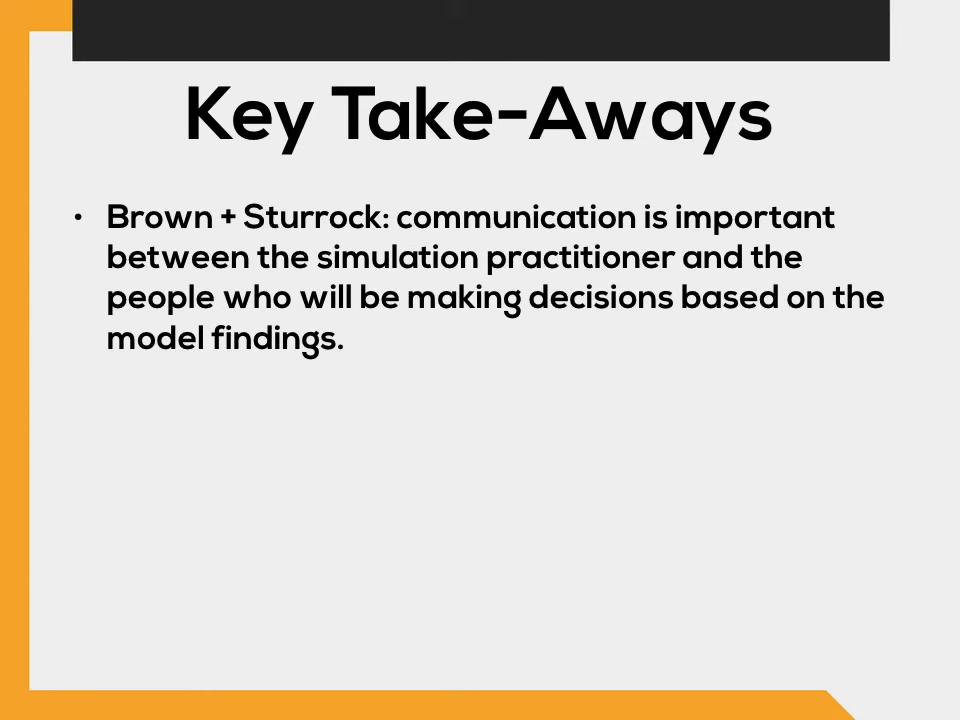 Key Take-Aways
• Brown + Sturrock: communication is important
between the simulation practitioner and the
people who will be making decisions based on the
model findings.